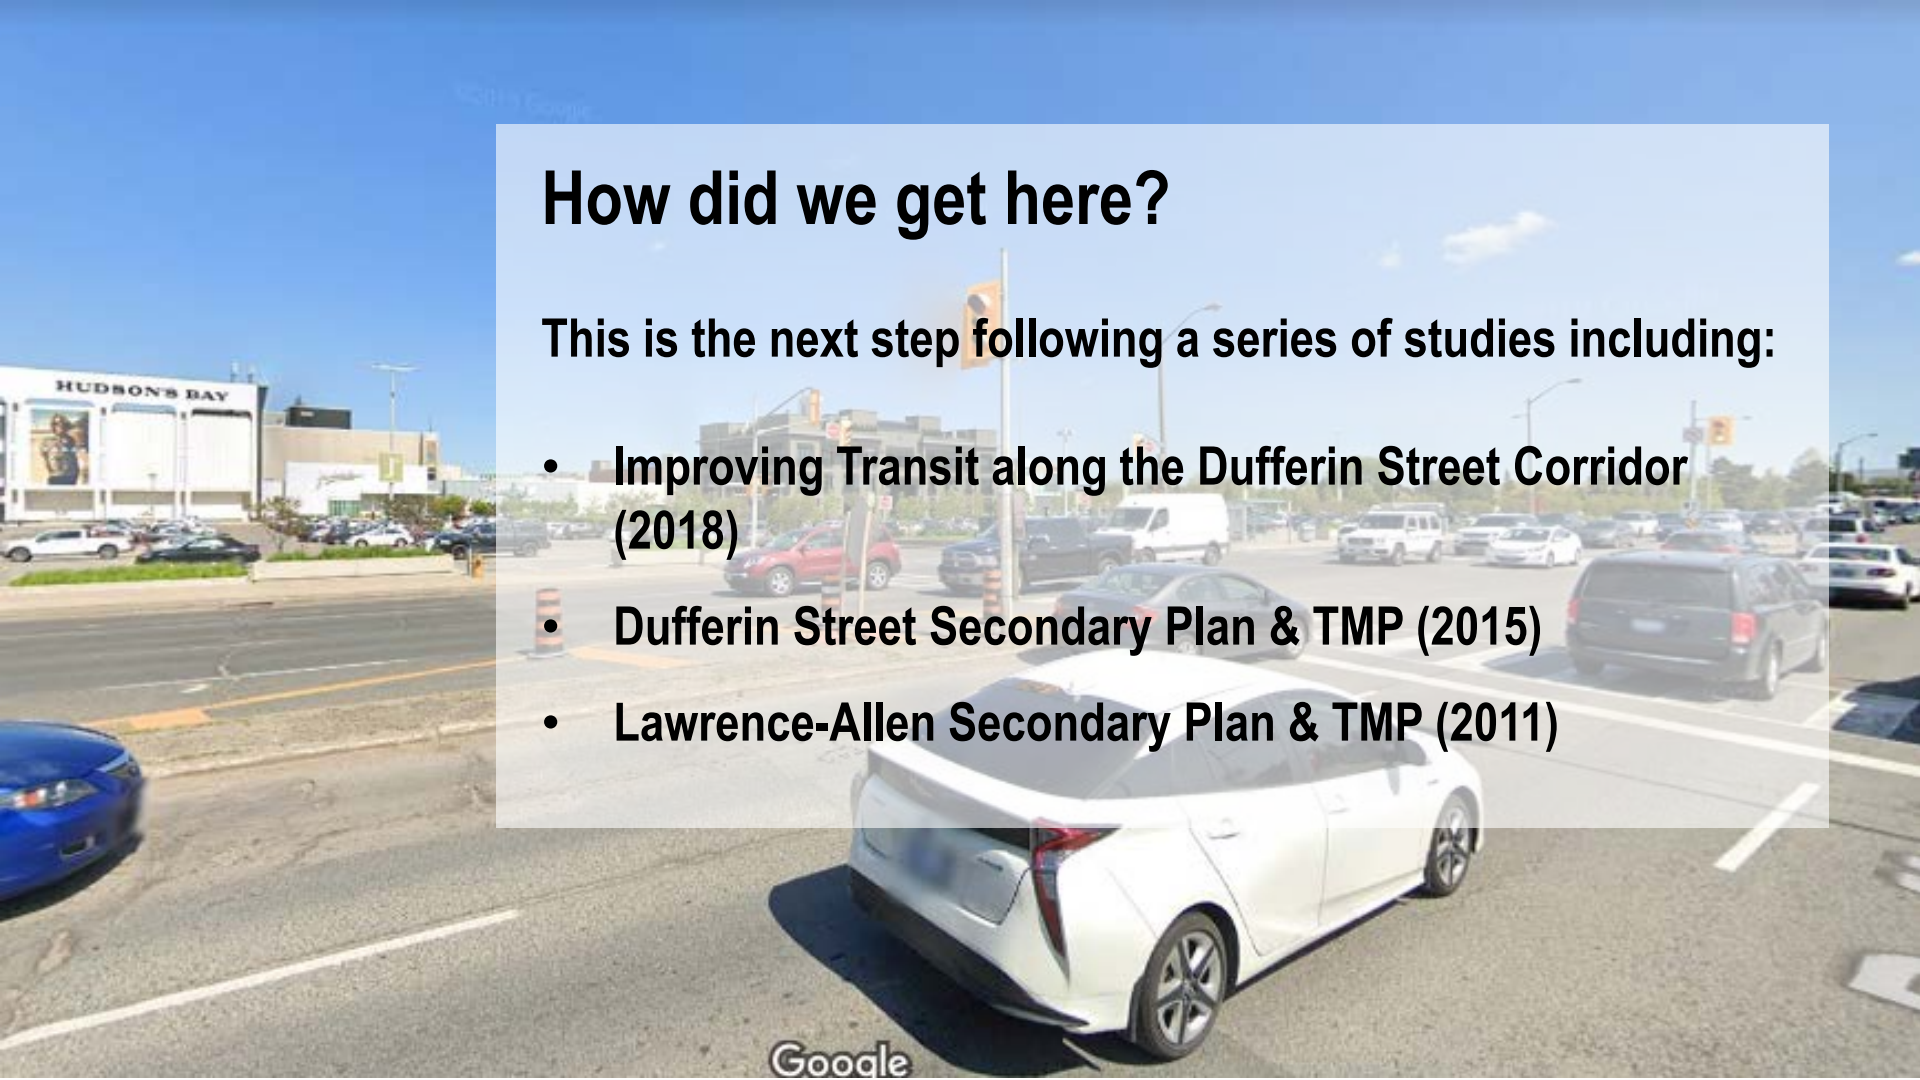 How did we get here?
This is the next step following a series of studies including:
HUDSON'S BAY
• Improving Transit along the Dufferin Street Corridor
(2018)
• Dufferin Street Secondary Plan & TMP (2015)
• Lawrence-Allen Secondary Plan & TMP (2011)
Google